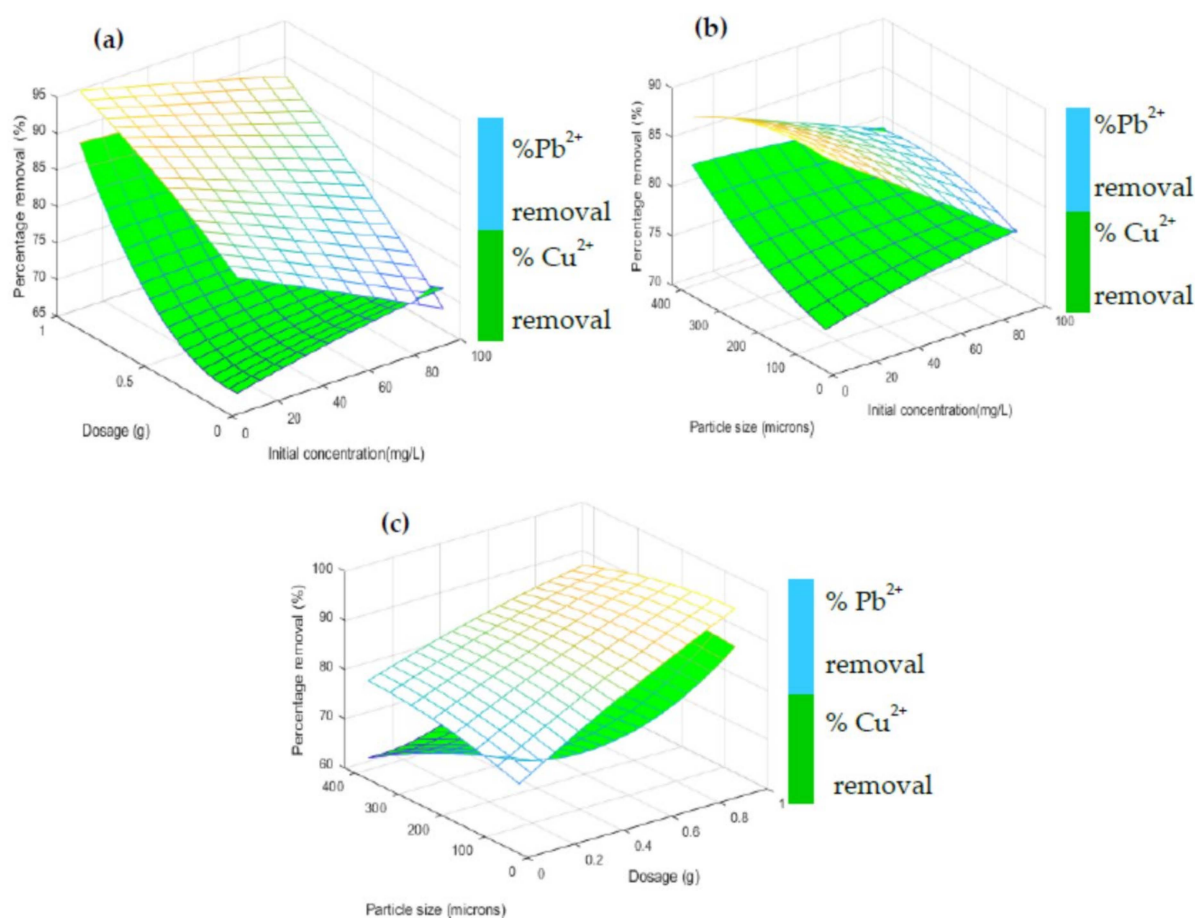 (a)
Percentage removal (%)
95
90
85
80
75
70
65
1
0.5
0
Dosage (g)
0
20
40
60
80
100
Initial concentration(mg/L)
%Pb²⁺
removal
% Cu²⁺
removal
(b)
Percentage removal (%)
90
85
80
75
70
400
300
200
100
0
Particle size (microns)
0
20
40
60
80
100
Initial concentration(mg/L)
%Pb²⁺
removal
% Cu²⁺
removal
(c)
Percentage removal (%)
100
90
80
70
60
400
300
200
100
0
Particle size (microns)
0
0.2
0.4
0.6
0.8
1
Dosage (g)
% Pb²⁺
removal
% Cu²⁺
removal